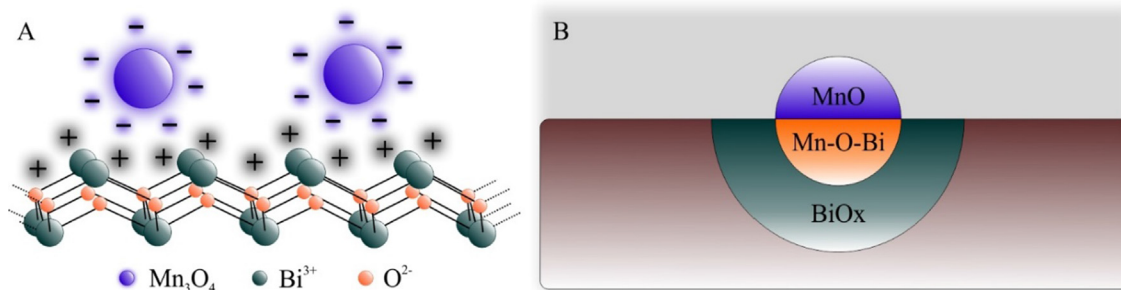 A
B
MnO
Mn-O-Bi
BiOx
Mn₃O₄ Bi³⁺ O²⁻